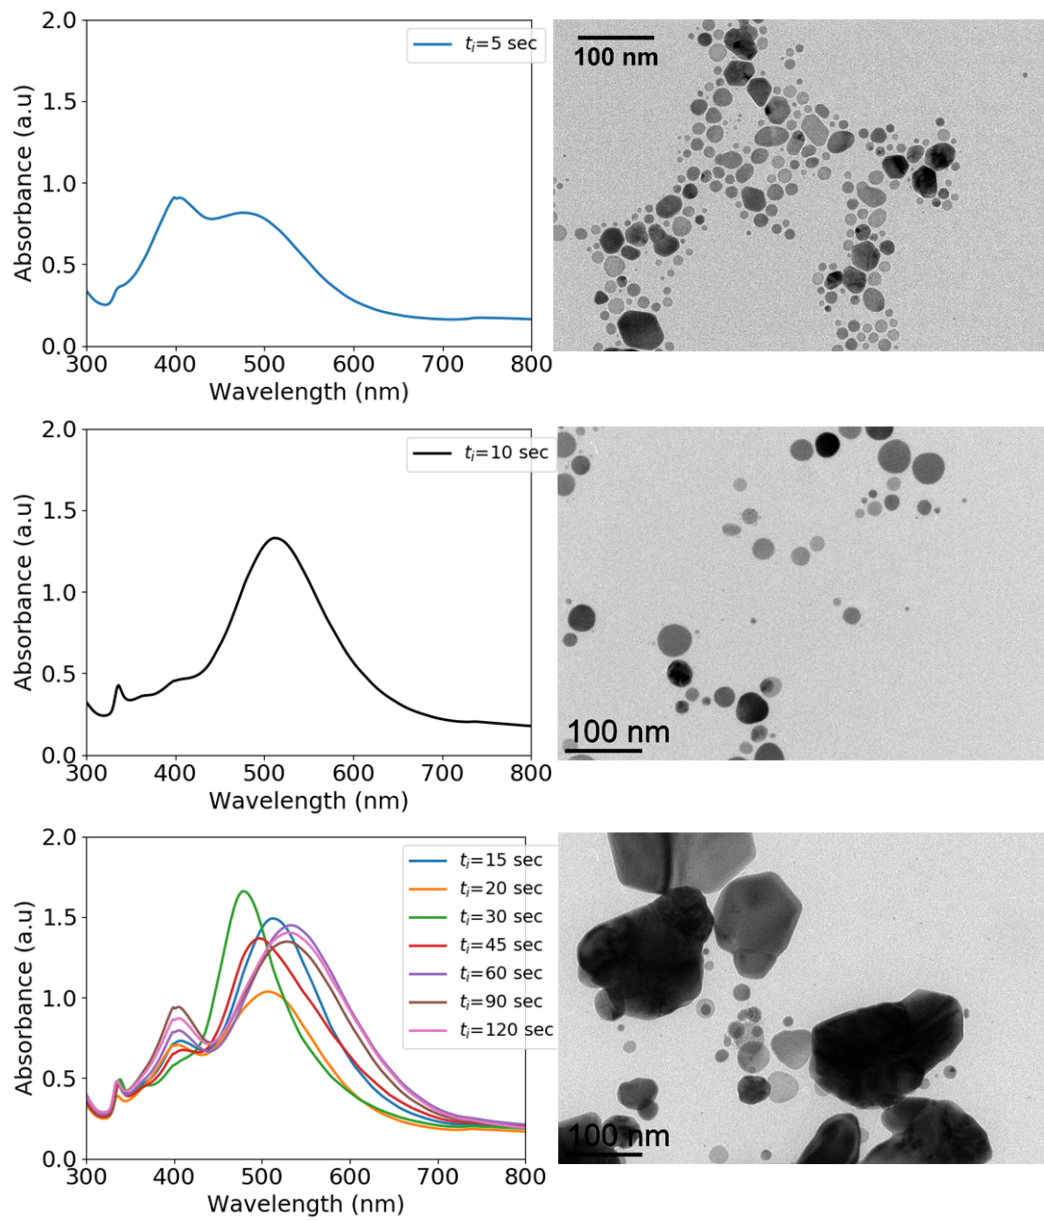 2.0
1.5
1.0
0.5
0.0
Absorbance (a.u)
tᵢ=5 sec
300 400 500 600 700 800
Wavelength (nm)
100 nm
2.0
1.5
1.0
0.5
0.0
Absorbance (a.u)
tᵢ=10 sec
300 400 500 600 700 800
Wavelength (nm)
100 nm
2.0
1.5
1.0
0.5
0.0
Absorbance (a.u)
tᵢ=15 sec
tᵢ=20 sec
tᵢ=30 sec
tᵢ=45 sec
tᵢ=60 sec
tᵢ=90 sec
tᵢ=120 sec
300 400 500 600 700 800
Wavelength (nm)
100 nm